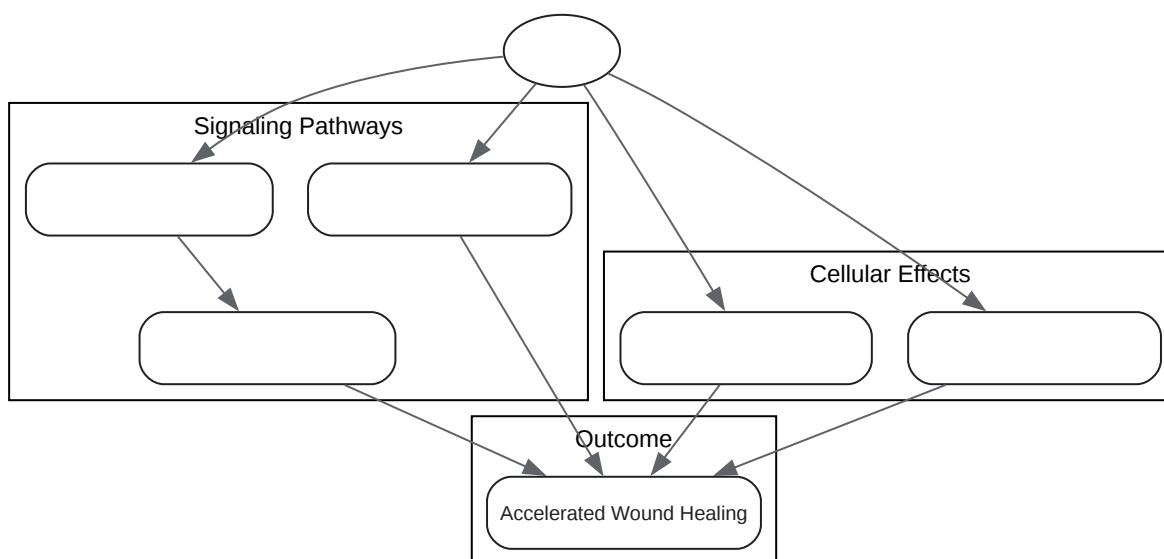 Signaling Pathways
Cellular Effects
Outcome
Accelerated Wound Healing